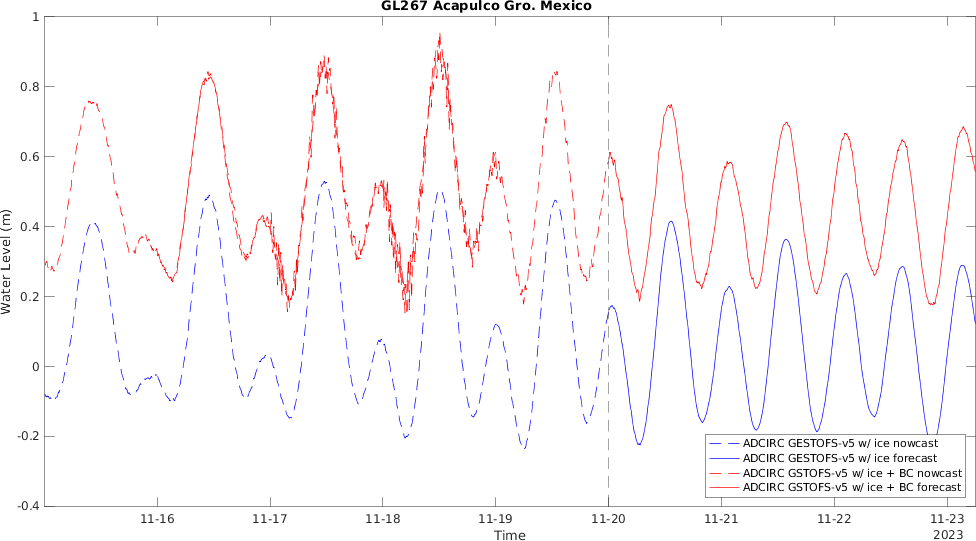 GL267 Acapulco Gro. Mexico
Water Level (m)
1
0.8
0.6
0.4
0.2
0
-0.2
-0.4
ADCIRC GESTOFS-v5 w/ ice nowcast
ADCIRC GESTOFS-v5 w/ ice forecast
ADCIRC GSTOFS-v5 w/ ice + BC nowcast
ADCIRC GSTOFS-v5 w/ ice + BC forecast
11-16 11-17 11-18 11-19 11-20 11-21 11-22 11-23
Time
2023